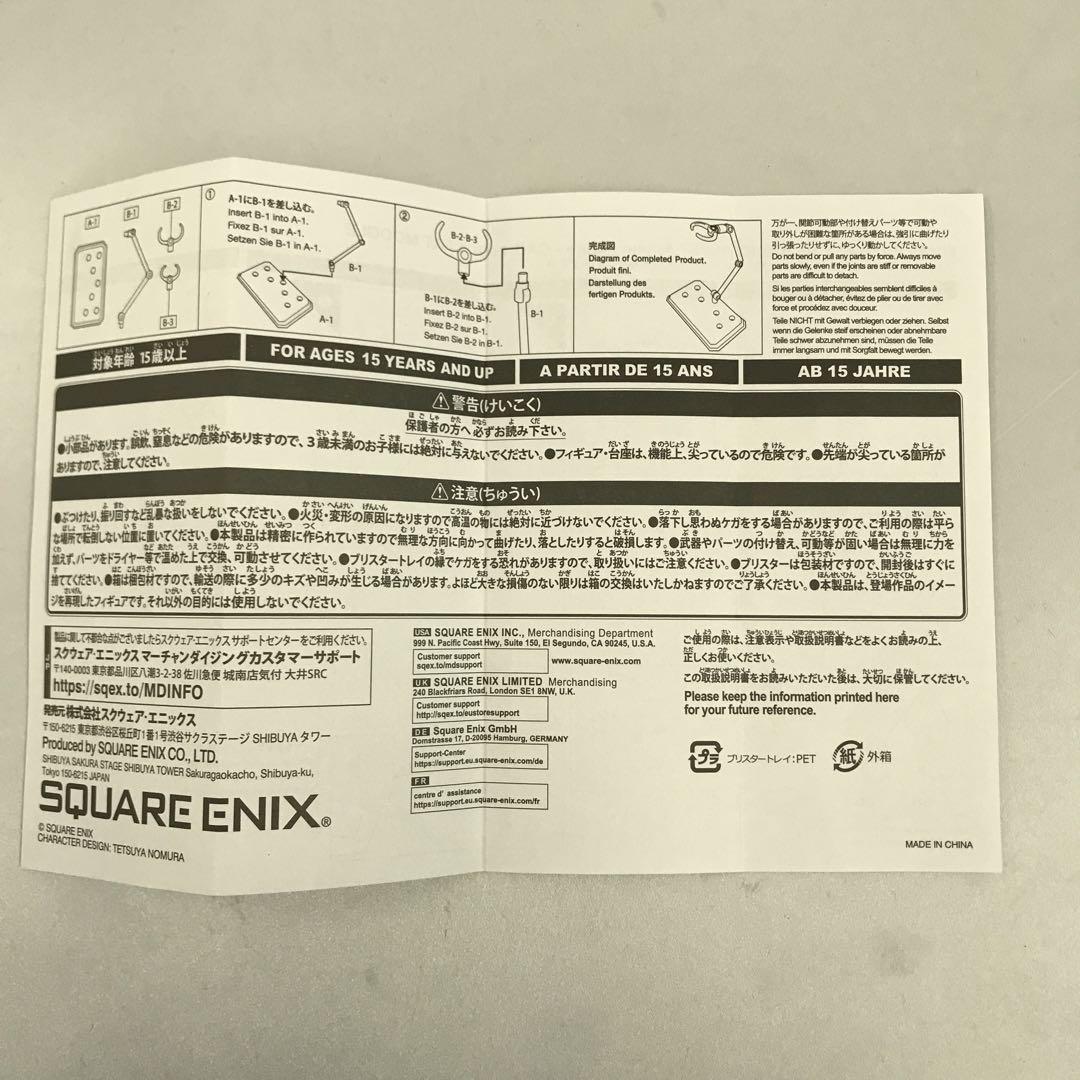 A-1
B-1
B-2
B-3
①
A-1にB-1を差し込む。
Insert B-1 into A-1.
Fixez B-1 sur A-1.
Setzen Sie B-1 in A-1.
B-1
A-1
②
B-2・B-3
B-1にB-2を差し込む。
Insert B-2 into B-1.
Fixez B-2 sur B-1.
Setzen Sie B-2 in B-1.
B-1
完成図
Diagram of Completed Product.
Produit fini.
Darstellung des
fertigen Produkts.
万が一、関節可動部や付け替えパーツ等で可動や
取り外しが困難な箇所がある場合は、強引に曲げたり
引っ張ったりせずに、ゆっくり動かしてください。
Do not bend or pull any parts by force. Always move
parts slowly, even if the joints are stiff or removable
parts are difficult to detach.
Si les parties interchangeables semblent difficiles à
bouger ou à détacher, évitez de plier ou de tirer avec
force et procédez avec douceur.
Teile NICHT mit Gewalt verbiegen oder ziehen. Selbst
wenn die Gelenke steif erscheinen oder abnehmbare
Teile schwer abzunehmen sind, müssen die Teile
immer langsam und mit Sorgfalt bewegt werden.
対象年齢 15歳以上
FOR AGES 15 YEARS AND UP
A PARTIR DE 15 ANS
AB 15 JAHRE
⚠警告(けいこく)
保護者の方へ必ずお読み下さい。
●小部品があります。誤飲、窒息などの危険がありますので、3歳未満のお子様には絶対に与えないでください。●フィギュア・台座は、機能上、尖っているので危険です。●先端が尖っている箇所が
ありますので、注意してください。
⚠注意(ちゅうい)
●ぶつけたり、振り回すなど乱暴な扱いをしないでください。●火災・変形の原因になりますので高温の物には絶対に近づけないでください。●落下し思わぬケガをする場合がありますので、ご利用の際は平ら
な場所で転倒しない位置に置いてください。●本製品は精密に作られていますので無理な方向に向かって曲げたり、落としたりすると破損します。●武器やパーツの付け替え、可動等が固い場合は無理に力を
加えず、パーツをドライヤー等で温めた上で交換、可動させてください。●ブリスタートレイの縁でケガをする恐れがありますので、取り扱いにはご注意ください。●ブリスターは包装材ですので、開封後はすぐに
捨ててください。●箱は梱包材ですので、輸送の際に多少のキズや凹みが生じる場合があります。よほど大きな損傷のない限りは箱の交換はいたしかねますのでご了承ください。●本製品は、登場作品のイメー
ジを再現したフィギュアです。それ以外の目的には使用しないでください。
製品に関して不都合な点がございましたらスクウェア・エニックス サポートセンターをご利用ください。
スクウェア・エニックス マーチャンダイジングカスタマーサポート
〒140-0003 東京都品川区八潮3-2-38 佐川急便 城南店気付 大井SRC
https://sqex.to/MDINFO
発売元 株式会社スクウェア・エニックス
〒150-6215 東京都渋谷区桜丘町1番1号渋谷サクラステージ SHIBUYA タワー
Produced by SQUARE ENIX CO., LTD.
SHIBUYA SAKURA STAGE SHIBUYA TOWER Sakuragaokacho, Shibuya-ku,
Tokyo 150-6215 JAPAN
SQUARE ENIX®
© SQUARE ENIX
CHARACTER DESIGN: TETSUYA NOMURA
USA SQUARE ENIX INC., Merchandising Department
999 N. Pacific Coast Hwy, Suite 150, El Segundo, CA 90245, U.S.A.
Customer support
sqex.to/mdsupport
www.square-enix.com
UK SQUARE ENIX LIMITED Merchandising
240 Blackfriars Road, London SE1 8NW, U.K.
Customer support
http://sqex.to/eustoresupport
DE Square Enix GmbH
Domstrasse 17, D-20095 Hamburg, GERMANY
Support-Center
https://support.eu.square-enix.com/de
FR
centre d' assistance
https://support.eu.square-enix.com/fr
ご使用の際は、注意表示や取扱説明書などをよくお読みの上、
正しくお使いください。
この取扱説明書をお読みいただいた後は、大切に保管してください。
Please keep the information printed here
for your future reference.
プラ
ブリスタートレイ:PET
紙
外箱
MADE IN CHINA